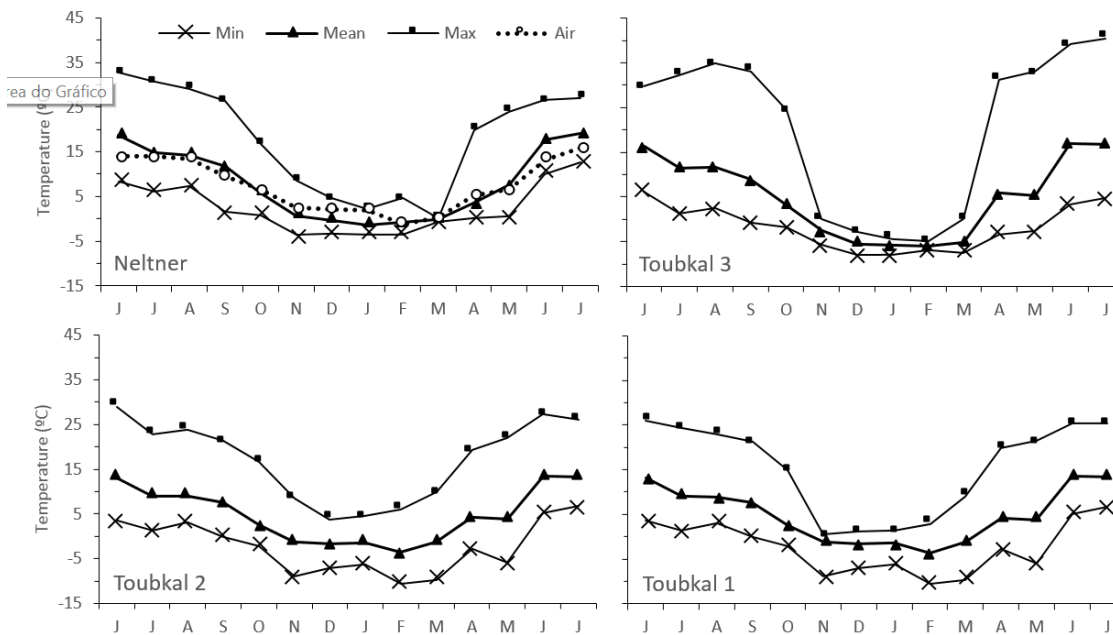 45
35
25
15
5
-5
-15
Temperature (ºC)
rea do Gráfico
Min Mean Max Air
Neltner
J J A S O N D J F M A M J J
Toubkal 3
J J A S O N D J F M A M J J
45
35
25
15
5
-5
-15
Temperature (ºC)
Toubkal 2
J J A S O N D J F M A M J J
Toubkal 1
J J A S O N D J F M A M J J